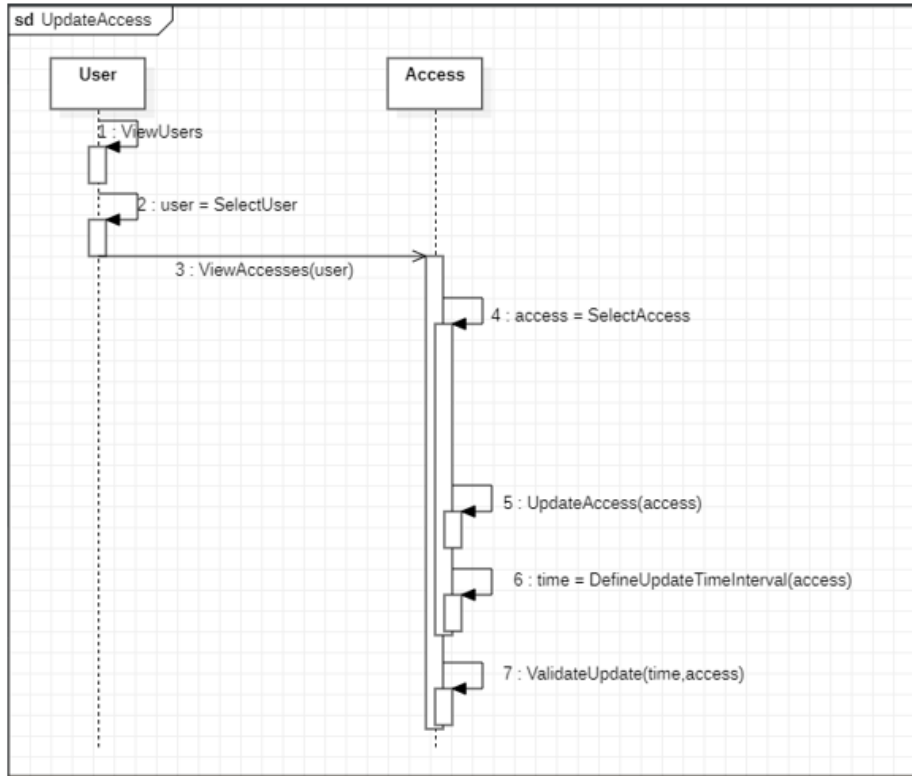 sd UpdateAccess
User
Access
1 : ViewUsers
2 : user = SelectUser
3 : ViewAccesses(user)
4 : access = SelectAccess
5 : UpdateAccess(access)
6 : time = DefineUpdateTimeInterval(access)
7 : ValidateUpdate(time,access)